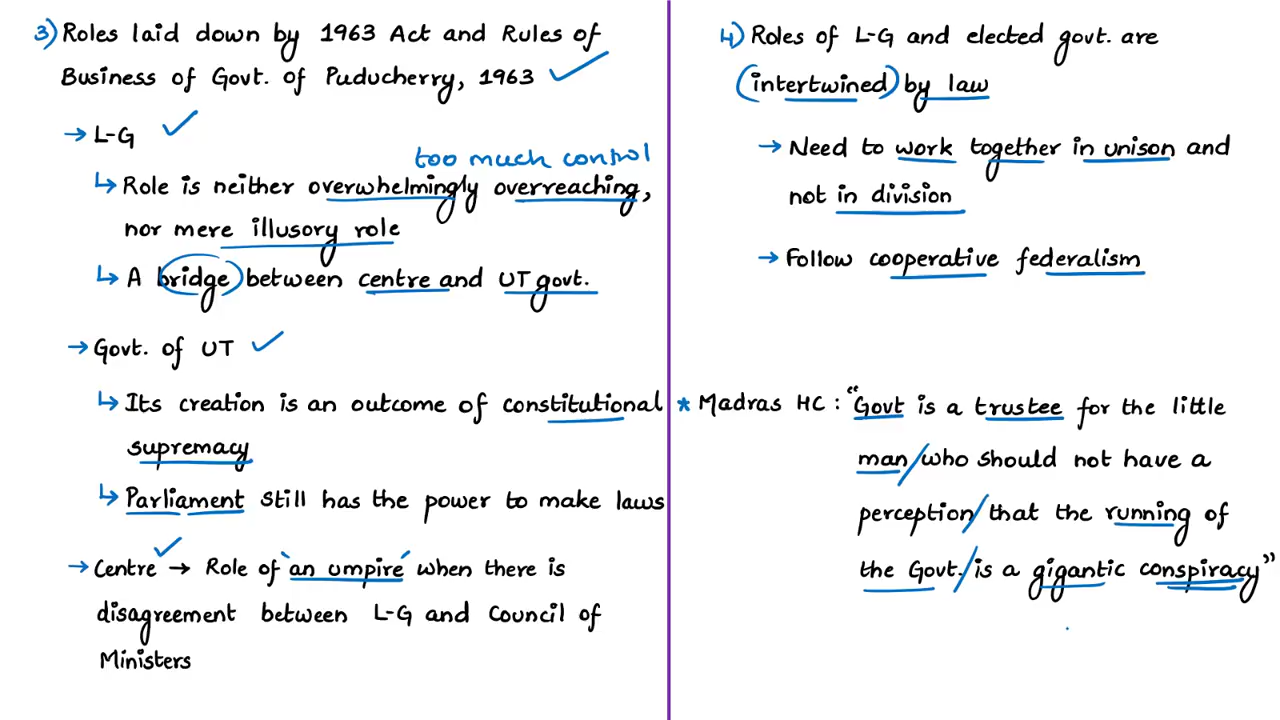 3) Roles laid down by 1963 Act and Rules of
Business of Govt. of Puducherry, 1963
→ L-G
too much control
↳ Role is neither overwhelmingly overreaching,
nor mere illusory role
↳ A bridge between centre and UT govt.
→ Govt. of UT
↳ Its creation is an outcome of constitutional
supremacy
↳ Parliament still has the power to make laws
→ Centre → Role of 'an umpire' when there is
disagreement between L-G and Council of
Ministers
4) Roles of L-G and elected govt. are
(intertwined) by law
→ Need to work together in unison and
not in division
→ Follow cooperative federalism
* Madras HC : "Govt is a trustee for the little
man/who should not have a
perception/that the running of
the Govt./is a gigantic conspiracy"